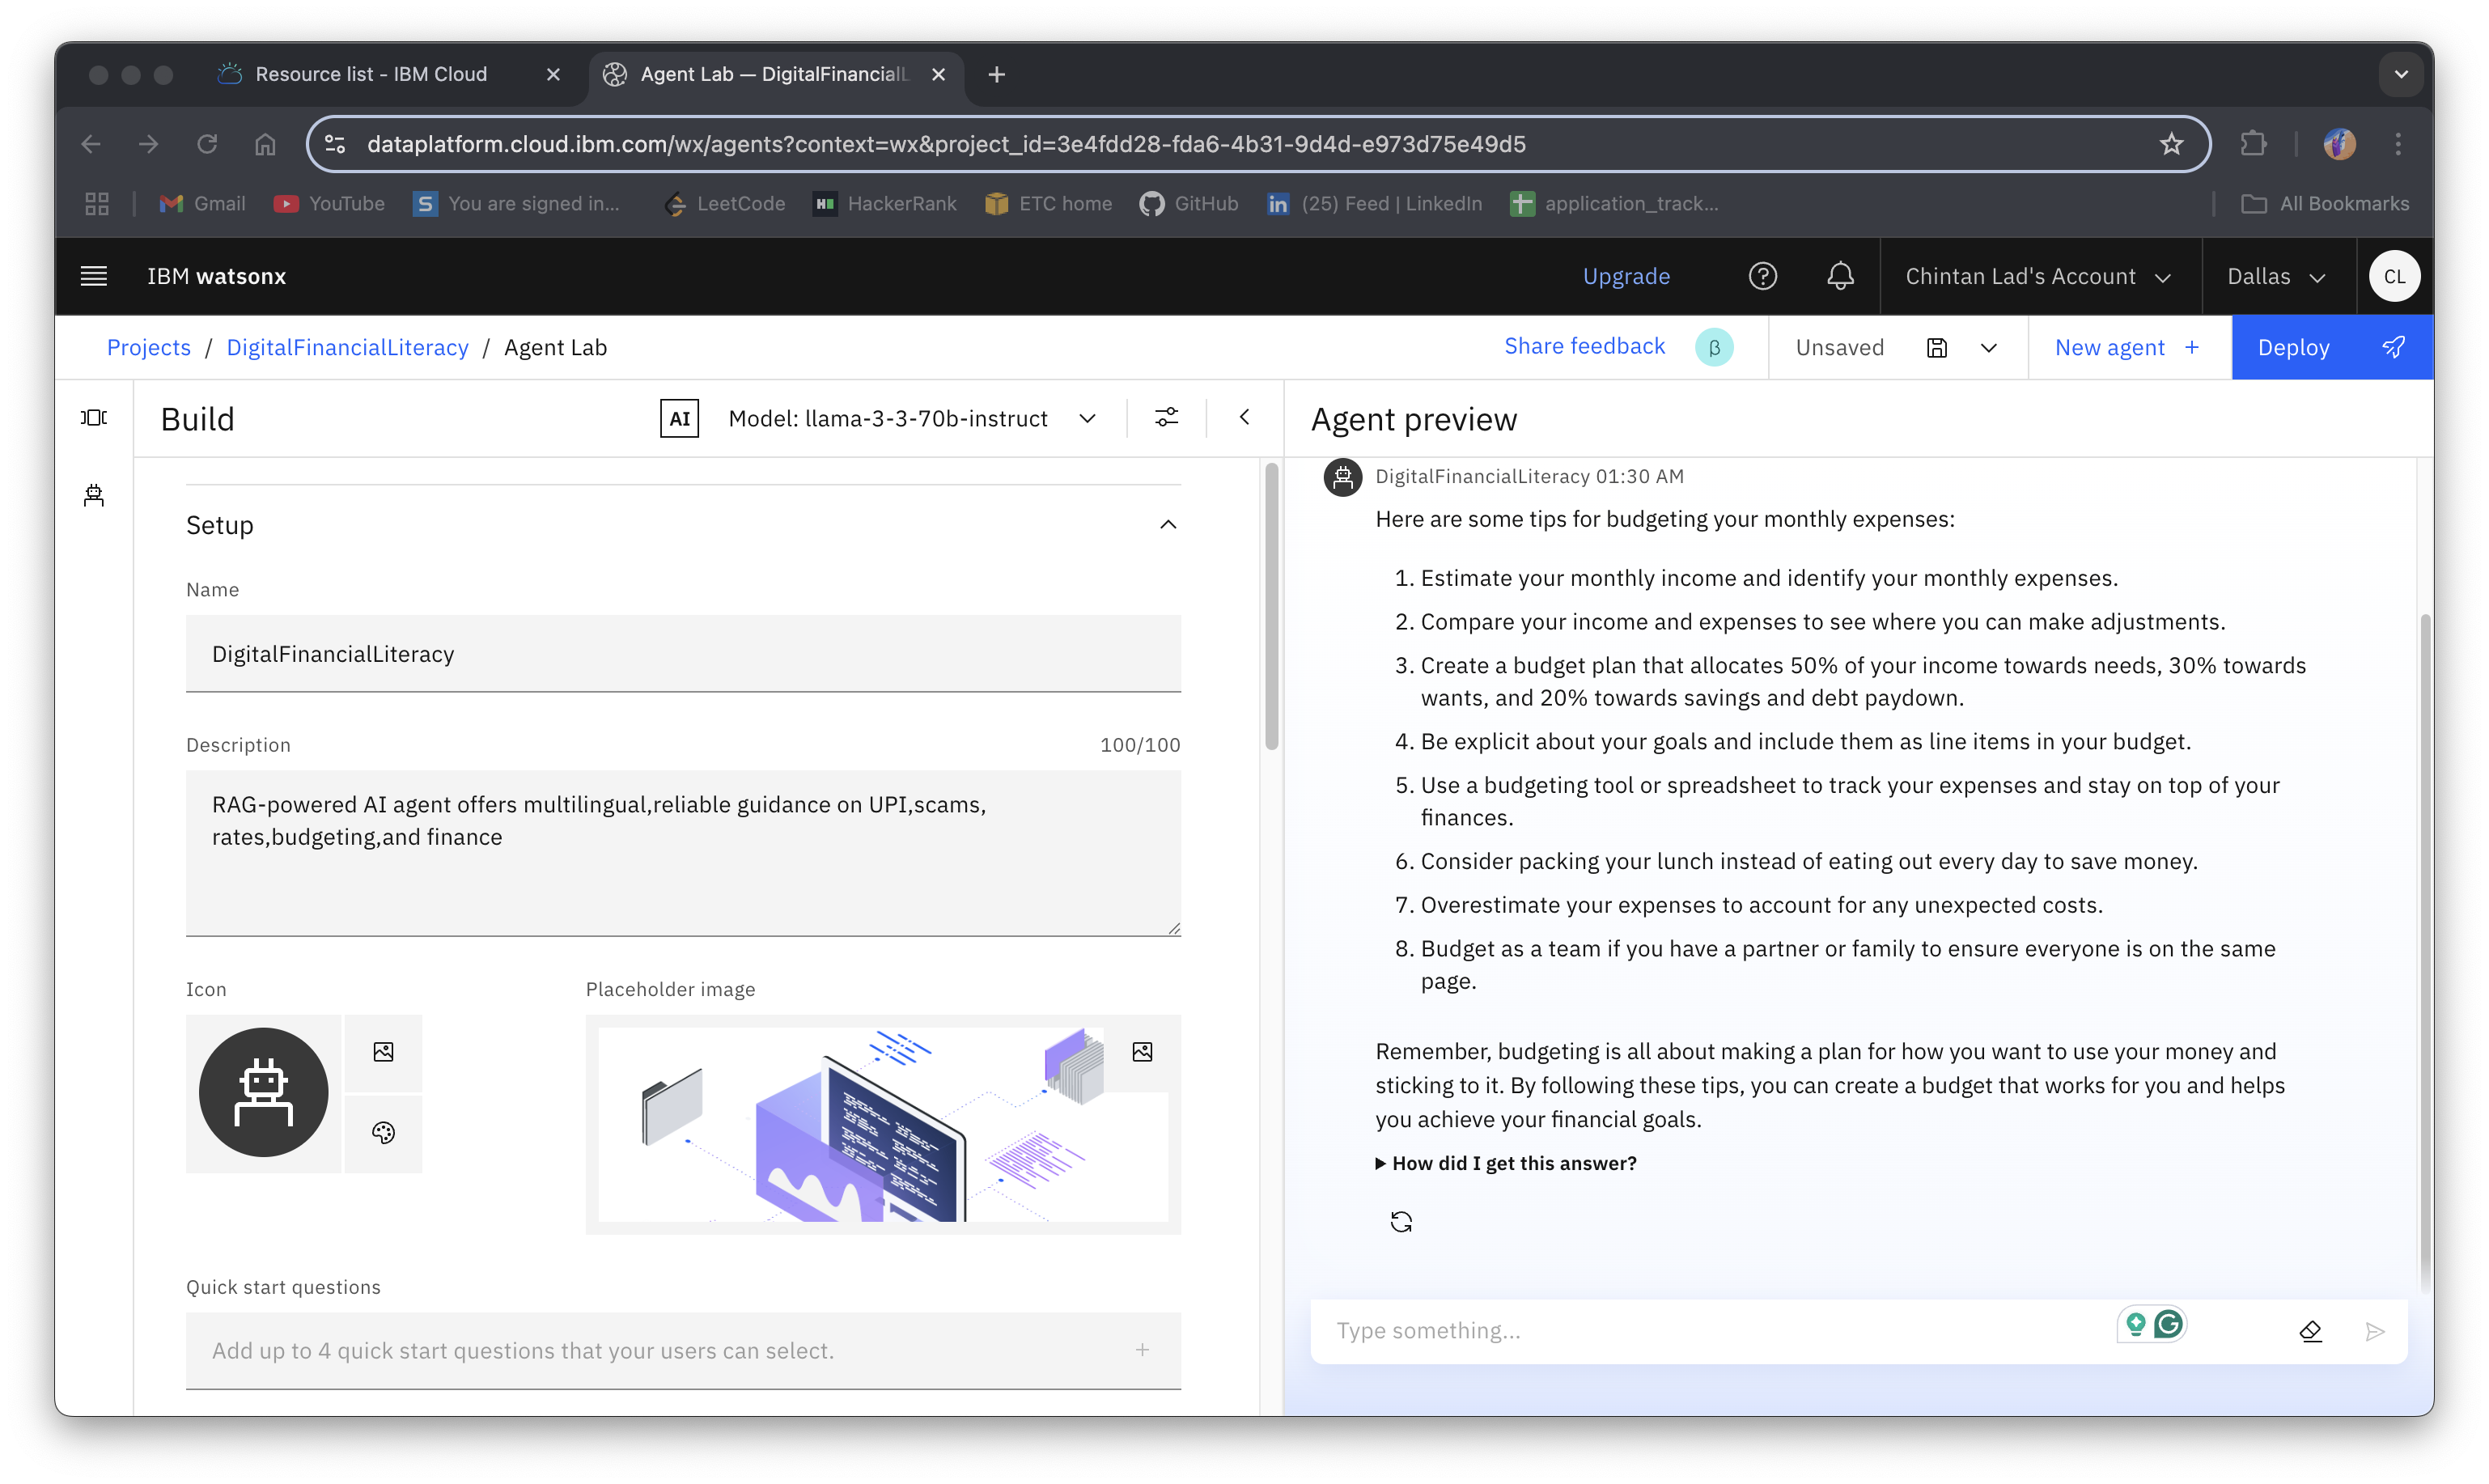 Resource list - IBM Cloud
Agent Lab — DigitalFinancialL
dataplatform.cloud.ibm.com/wx/agents?context=wx&project_id=3e4fdd28-fda6-4b31-9d4d-e973d75e49d5
Gmail
YouTube
S
You are signed in...
LeetCode
H
HackerRank
ETC home
GitHub
in
(25) Feed | LinkedIn
application_track...
All Bookmarks
IBM watsonx
Upgrade
Chintan Lad's Account
Dallas
CL
Projects / DigitalFinancialLiteracy / Agent Lab
Share feedback
β
Unsaved
New agent +
Deploy
Build
AI
Model: llama-3-3-70b-instruct
Setup
Name
DigitalFinancialLiteracy
Description
100/100
RAG-powered AI agent offers multilingual,reliable guidance on UPI,scams,
rates,budgeting,and finance
Icon
Placeholder image
Quick start questions
Add up to 4 quick start questions that your users can select.
Agent preview
DigitalFinancialLiteracy 01:30 AM
Here are some tips for budgeting your monthly expenses:
1. Estimate your monthly income and identify your monthly expenses.
2. Compare your income and expenses to see where you can make adjustments.
3. Create a budget plan that allocates 50% of your income towards needs, 30% towards
wants, and 20% towards savings and debt paydown.
4. Be explicit about your goals and include them as line items in your budget.
5. Use a budgeting tool or spreadsheet to track your expenses and stay on top of your
finances.
6. Consider packing your lunch instead of eating out every day to save money.
7. Overestimate your expenses to account for any unexpected costs.
8. Budget as a team if you have a partner or family to ensure everyone is on the same
page.
Remember, budgeting is all about making a plan for how you want to use your money and
sticking to it. By following these tips, you can create a budget that works for you and helps
you achieve your financial goals.
How did I get this answer?
Type something...